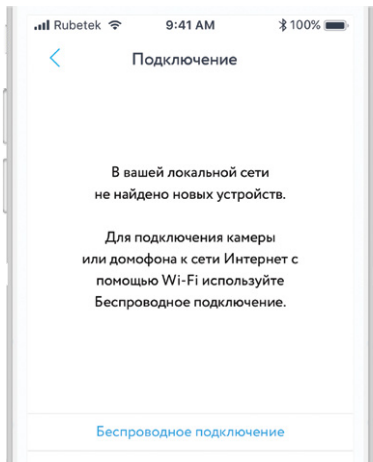 Rubetek 9:41 AM 100%
Подключение
В вашей локальной сети
не найдено новых устройств.
Для подключения камеры
или домофона к сети Интернет с
помощью Wi-Fi используйте
Беспроводное подключение.
Беспроводное подключение